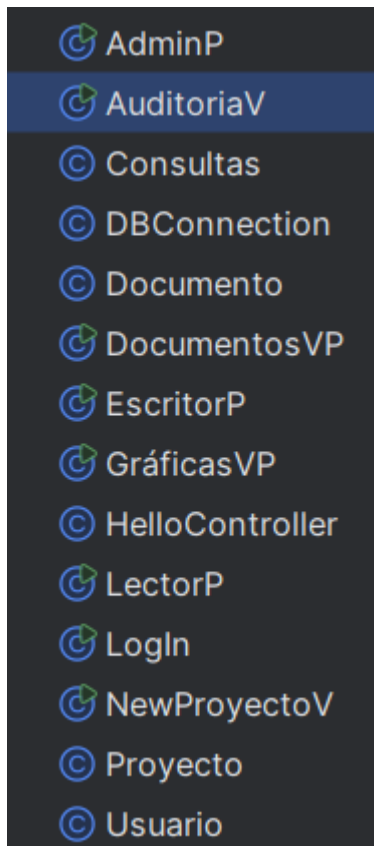 AdminP
AuditoriaV
Consultas
DBConnection
Documento
DocumentosVP
EscritorP
GráficasVP
HelloController
LectorP
LogIn
NewProyectoV
Proyecto
Usuario